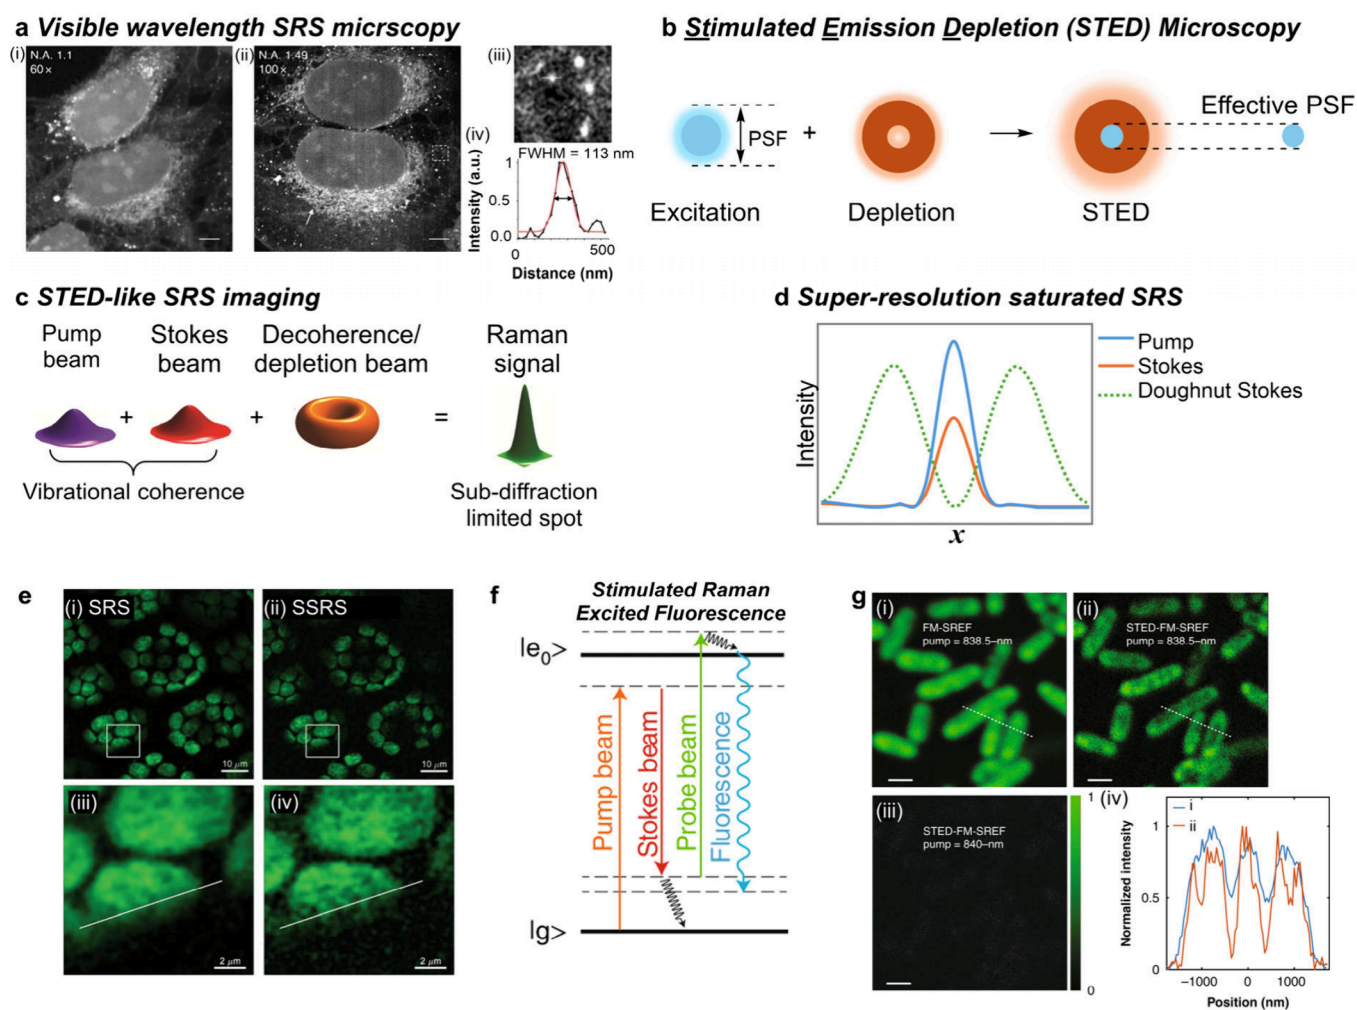 a Visible wavelength SRS micrscopy
(i)
N.A. 1.1
60×
(ii)
N.A. 1.49
100×
(iii)
(iv)
FWHM = 113 nm
Intensity (a.u.)
1
0.5
0.0
0
500
Distance (nm)
b Stimulated Emission Depletion (STED) Microscopy
PSF
+
Effective PSF
Excitation
Depletion
STED
c STED-like SRS imaging
Pump
beam
Stokes
beam
Decoherence/
depletion beam
Raman
signal
+
+
=
Vibrational coherence
Sub-diffraction
limited spot
d Super-resolution saturated SRS
Intensity
x
Pump
Stokes
Doughnut Stokes
e
(i) SRS
10 μm
(ii) SSRS
10 μm
(iii)
2 μm
(iv)
2 μm
f
Stimulated Raman
Excited Fluorescence
|e0>
Pump beam
Stokes beam
Probe beam
Fluorescence
|g>
g
(i)
FM-SREF
pump = 838.5–nm
(ii)
STED-FM-SREF
pump = 838.5–nm
(iii)
STED-FM-SREF
pump = 840–nm
1
0
(iv)
i
ii
Normalized intensity
1
0.5
0
−1000
0
1000
Position (nm)